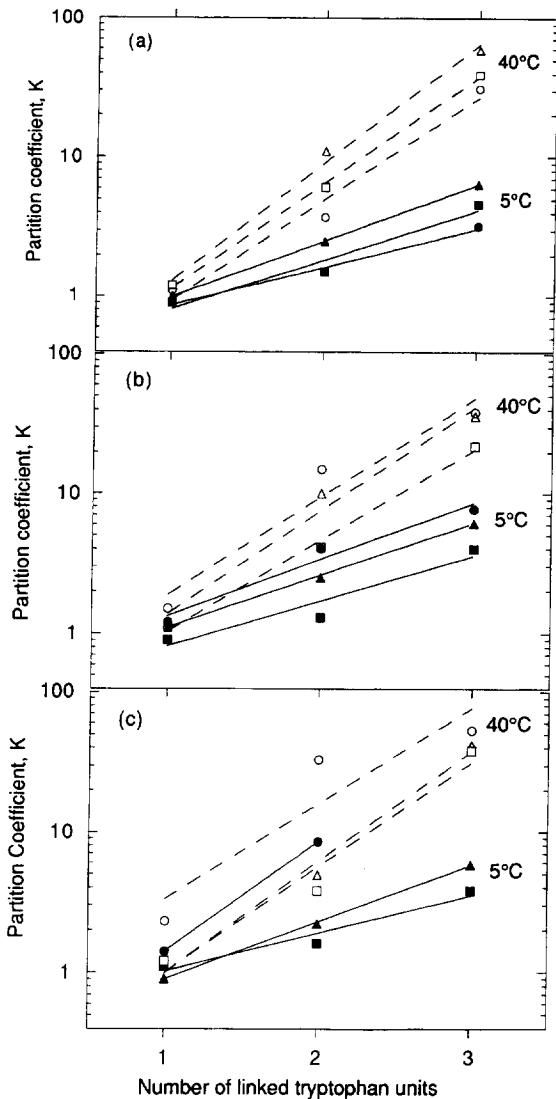 100
(a)
40°C
10
5°C
1
Partition coefficient, K
100
(b)
40°C
10
5°C
1
Partition coefficient, K
100
(c)
40°C
10
5°C
1
Partition Coefficient, K
1 2 3
Number of linked tryptophan units